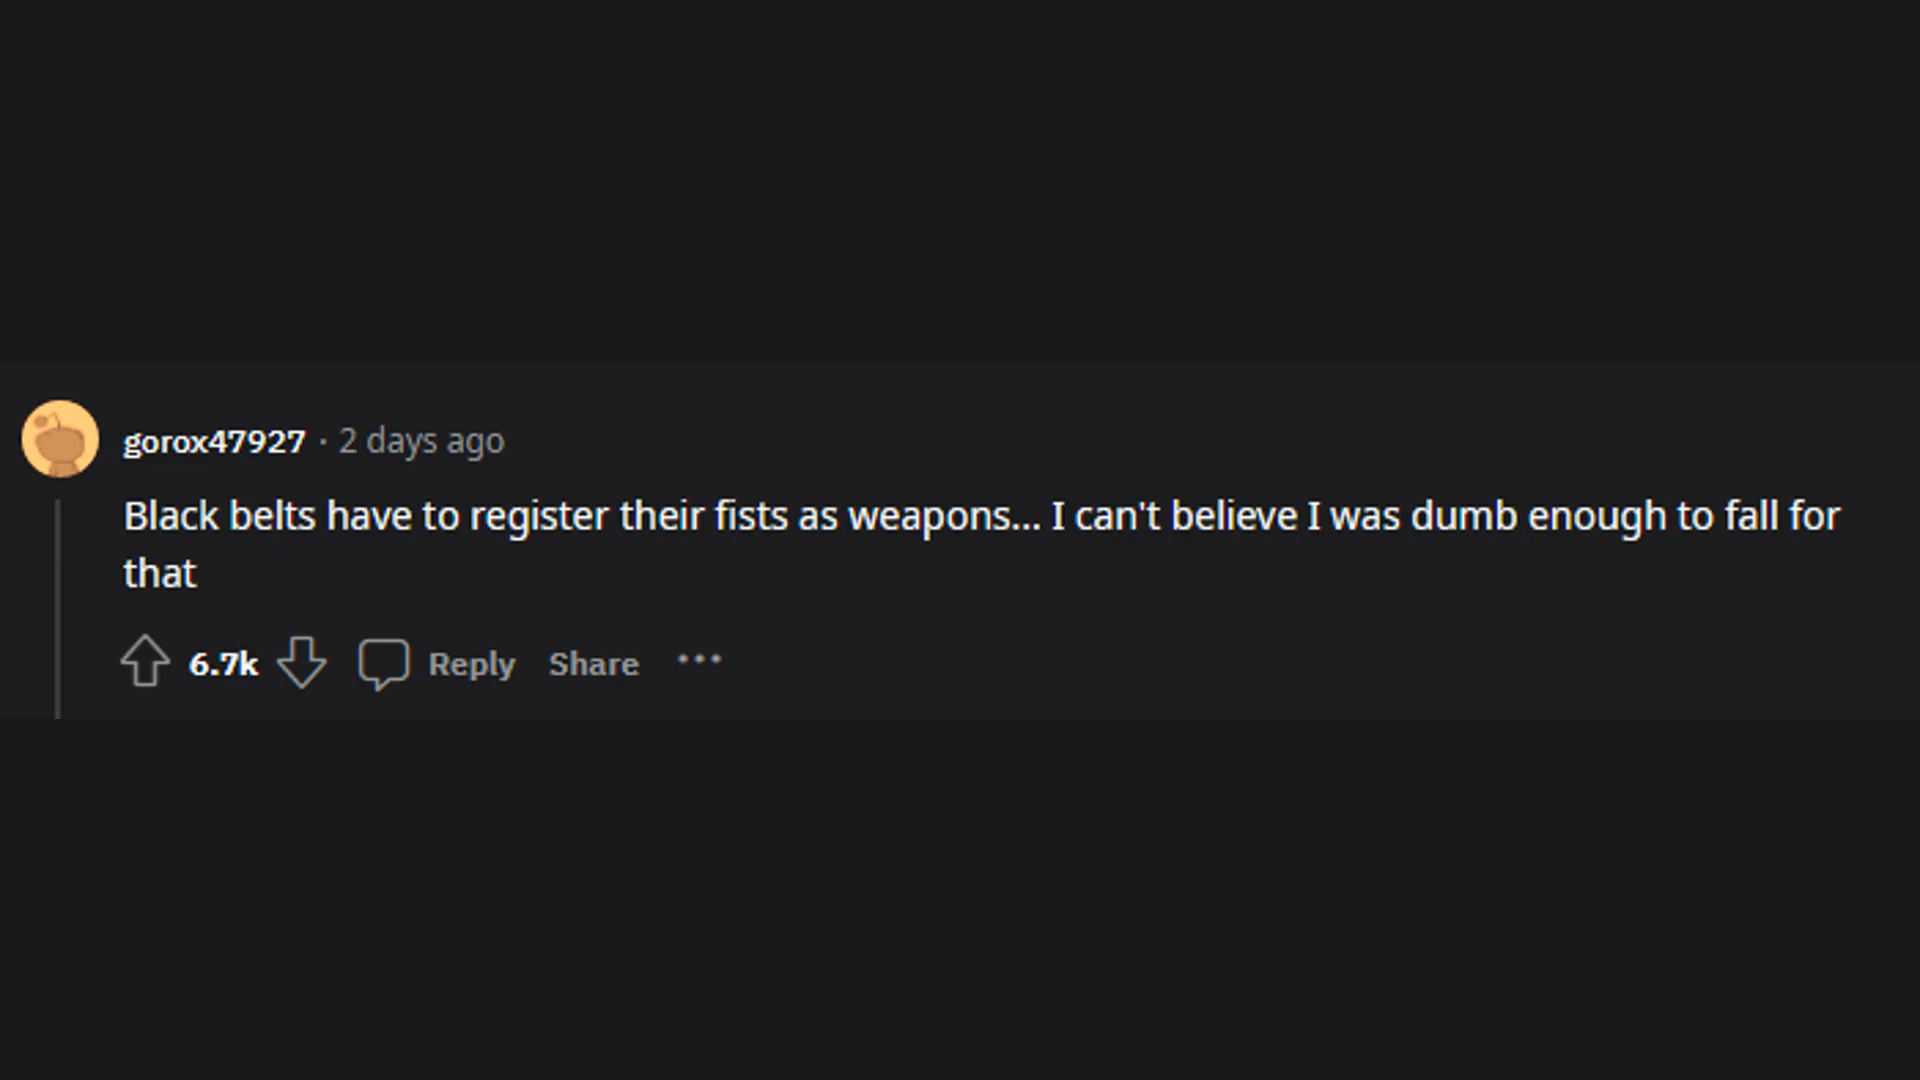 gorox47927 · 2 days ago
Black belts have to register their fists as weapons... I can't believe I was dumb enough to fall for
that
6.7k Reply Share ...